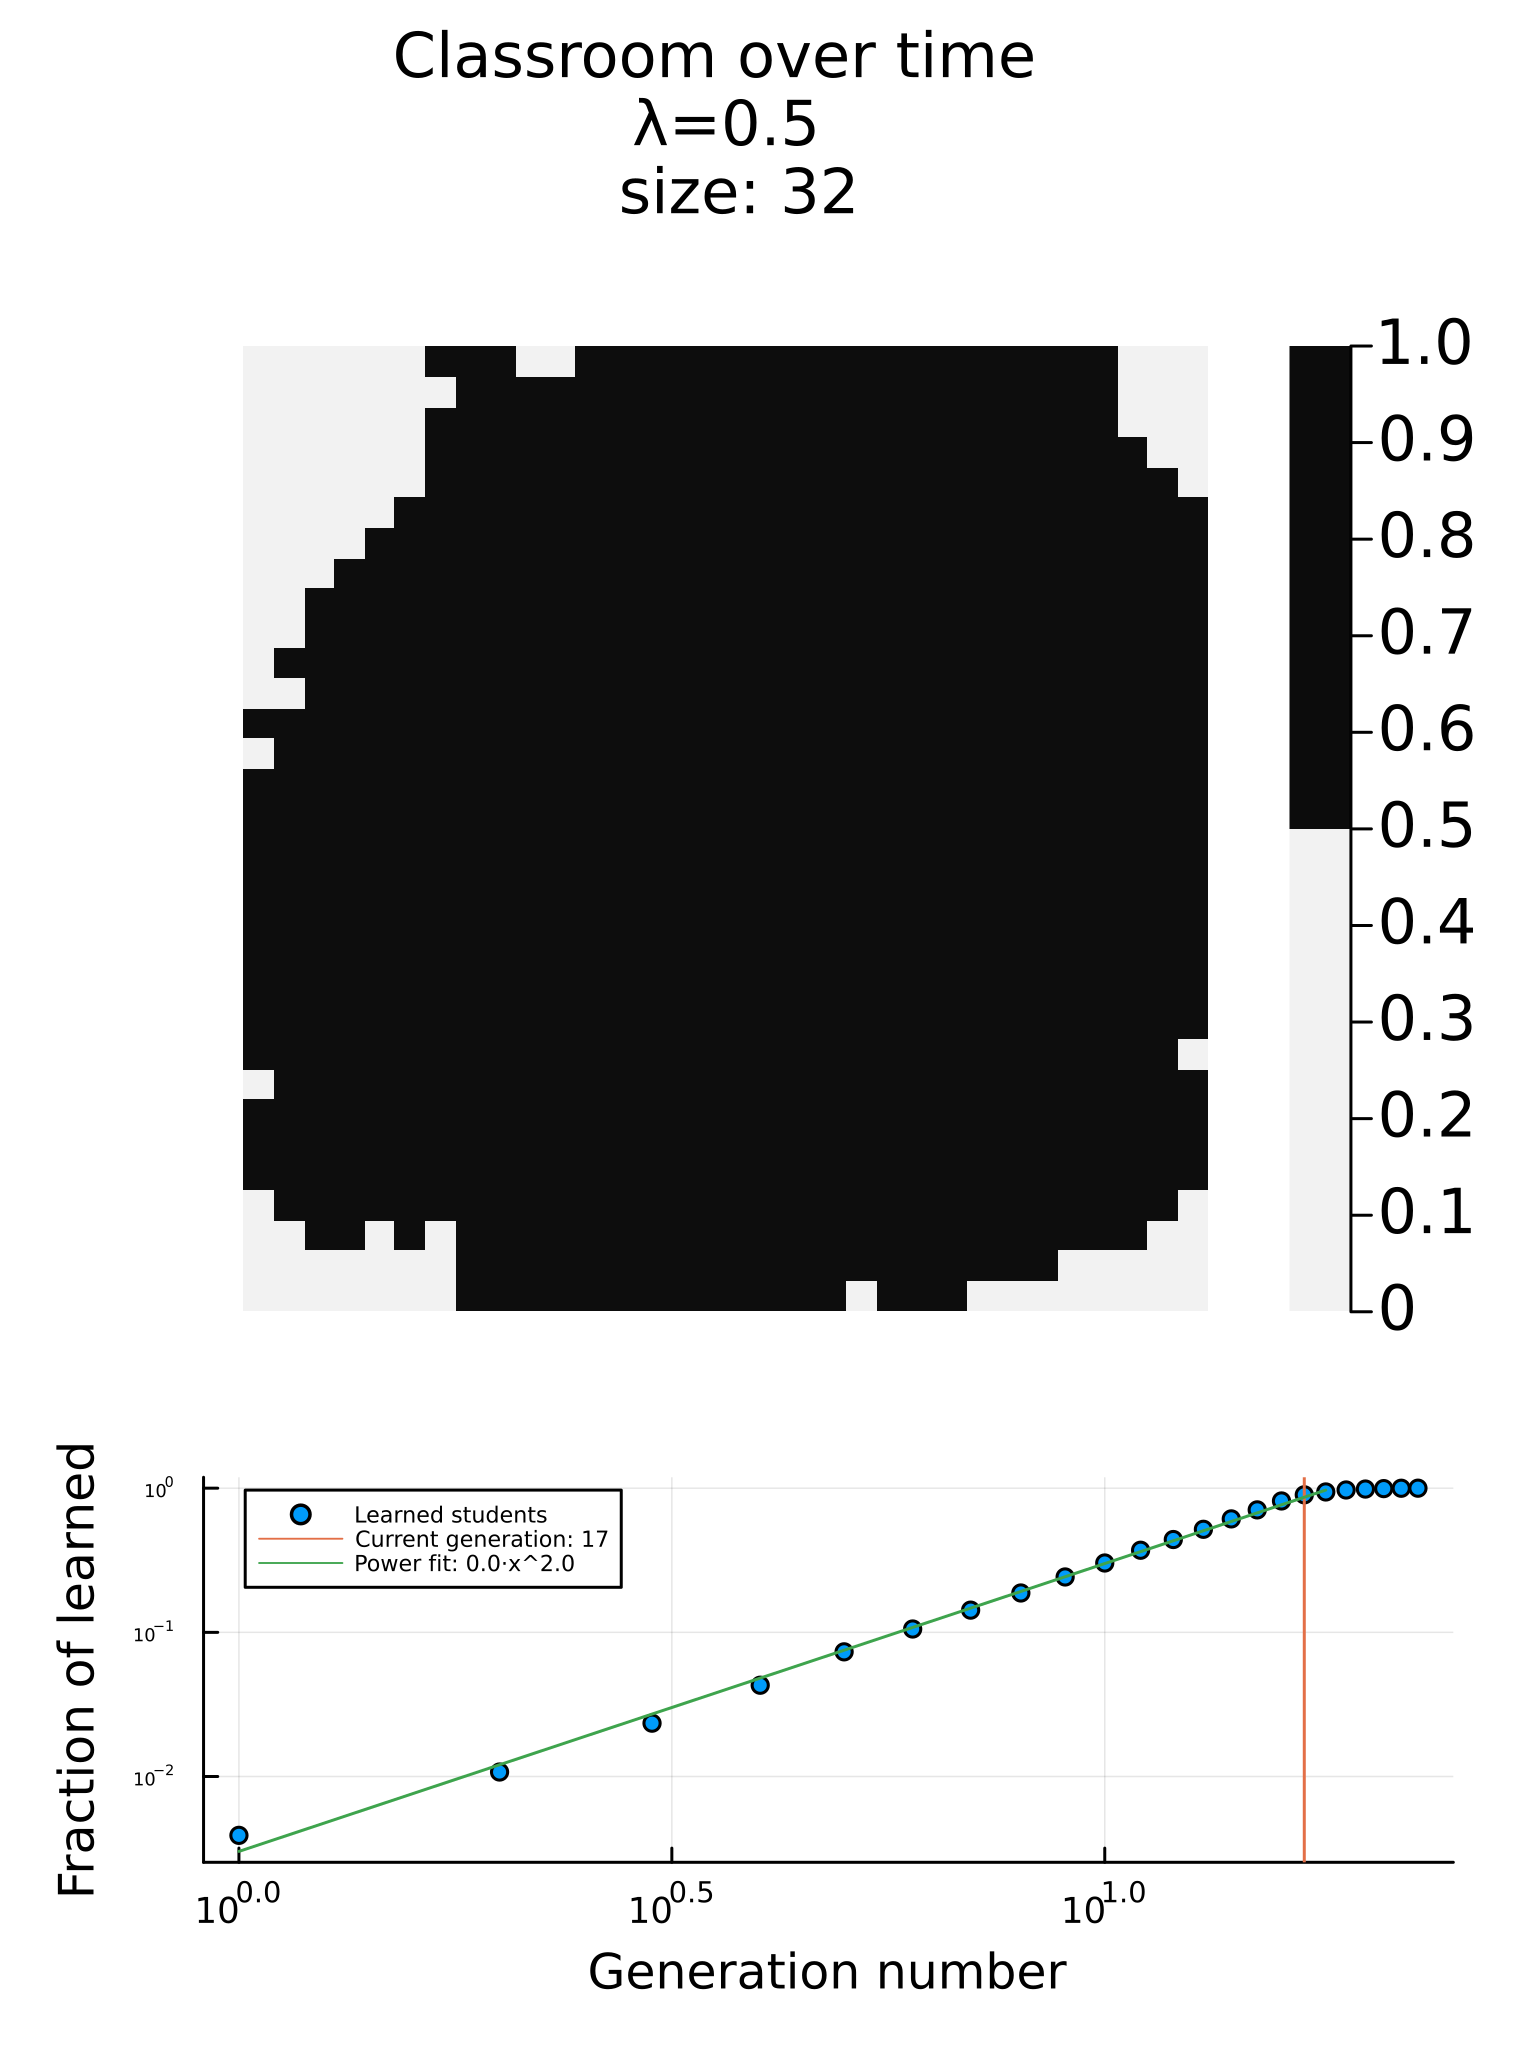 Classroom over time
λ=0.5
size: 32
1.0
0.9
0.8
0.7
0.6
0.5
0.4
0.3
0.2
0.1
0
Fraction of learned
10⁰
10⁻¹
10⁻²
Learned students
Current generation: 17
Power fit: 0.0·x^2.0
10^0.0 10^0.5 10^1.0
Generation number